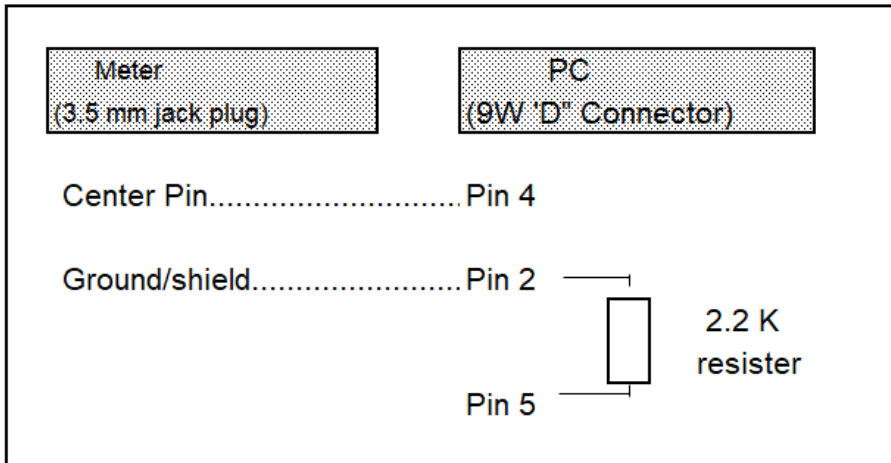 Meter
(3.5 mm jack plug)
PC
(9W 'D" Connector)
Center Pin............................ Pin 4
Ground/shield....................... Pin 2
2.2 K
resister
Pin 5